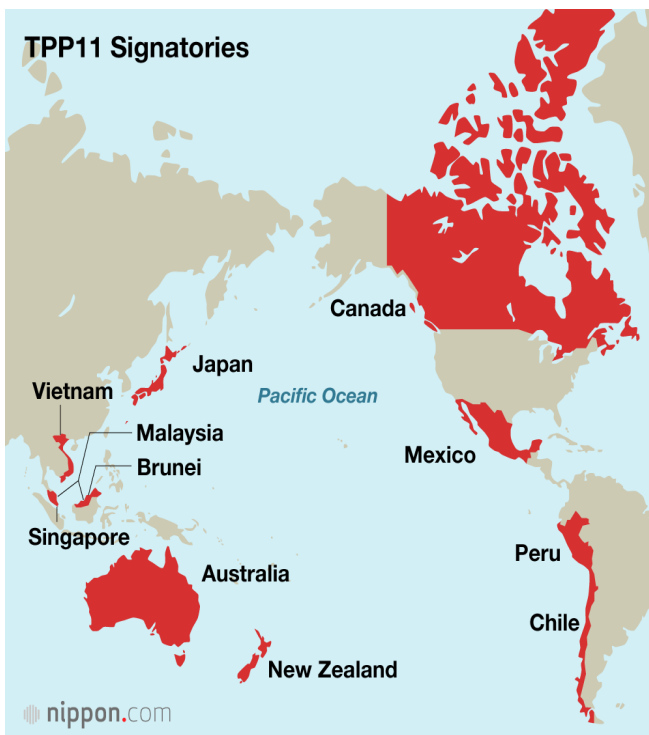 TPP11 Signatories
Canada
Japan
Vietnam
Pacific Ocean
Malaysia
Mexico
Brunei
Singapore
Peru
Australia
Chile
New Zealand
nippon.com